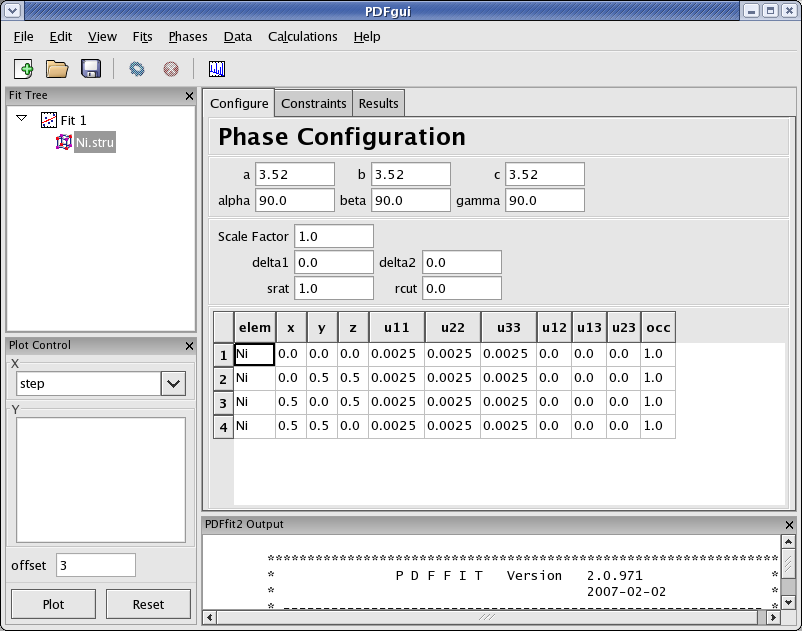 PDFgui
File Edit View Fits Phases Data Calculations Help
Fit Tree
Fit 1
Ni.stru
Plot Control
X
step
Y
offset 3
Plot Reset
Configure Constraints Results
Phase Configuration
a 3.52 b 3.52 c 3.52
alpha 90.0 beta 90.0 gamma 90.0
Scale Factor 1.0
delta1 0.0 delta2 0.0
srat 1.0 rcut 0.0
elem x y z u11 u22 u33 u12 u13 u23 occ
1 Ni 0.0 0.0 0.0 0.0025 0.0025 0.0025 0.0 0.0 0.0 1.0
2 Ni 0.0 0.5 0.5 0.0025 0.0025 0.0025 0.0 0.0 0.0 1.0
3 Ni 0.5 0.0 0.5 0.0025 0.0025 0.0025 0.0 0.0 0.0 1.0
4 Ni 0.5 0.5 0.0 0.0025 0.0025 0.0025 0.0 0.0 0.0 1.0
PDFfit2 Output
****************************************************************
* P D F F I T Version 2.0.971 *
* 2007-02-02 *
* ------------------------------------------------------------ *